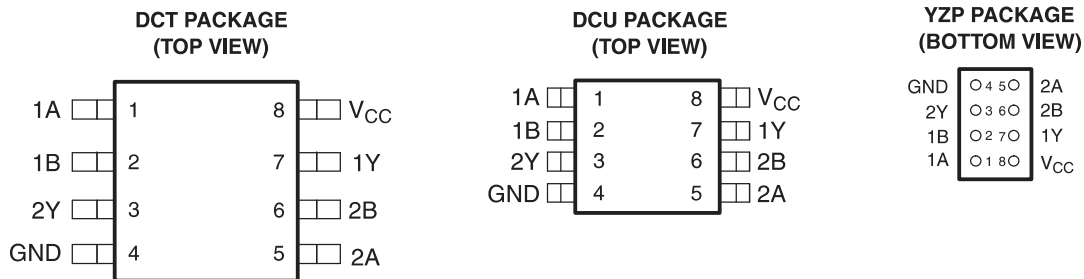 DCT PACKAGE
(TOP VIEW)
1A 1 8 VCC
1B 2 7 1Y
2Y 3 6 2B
GND 4 5 2A
DCU PACKAGE
(TOP VIEW)
1A 1 8 VCC
1B 2 7 1Y
2Y 3 6 2B
GND 4 5 2A
YZP PACKAGE
(BOTTOM VIEW)
GND 4 5 2A
2Y 3 6 2B
1B 2 7 1Y
1A 1 8 VCC